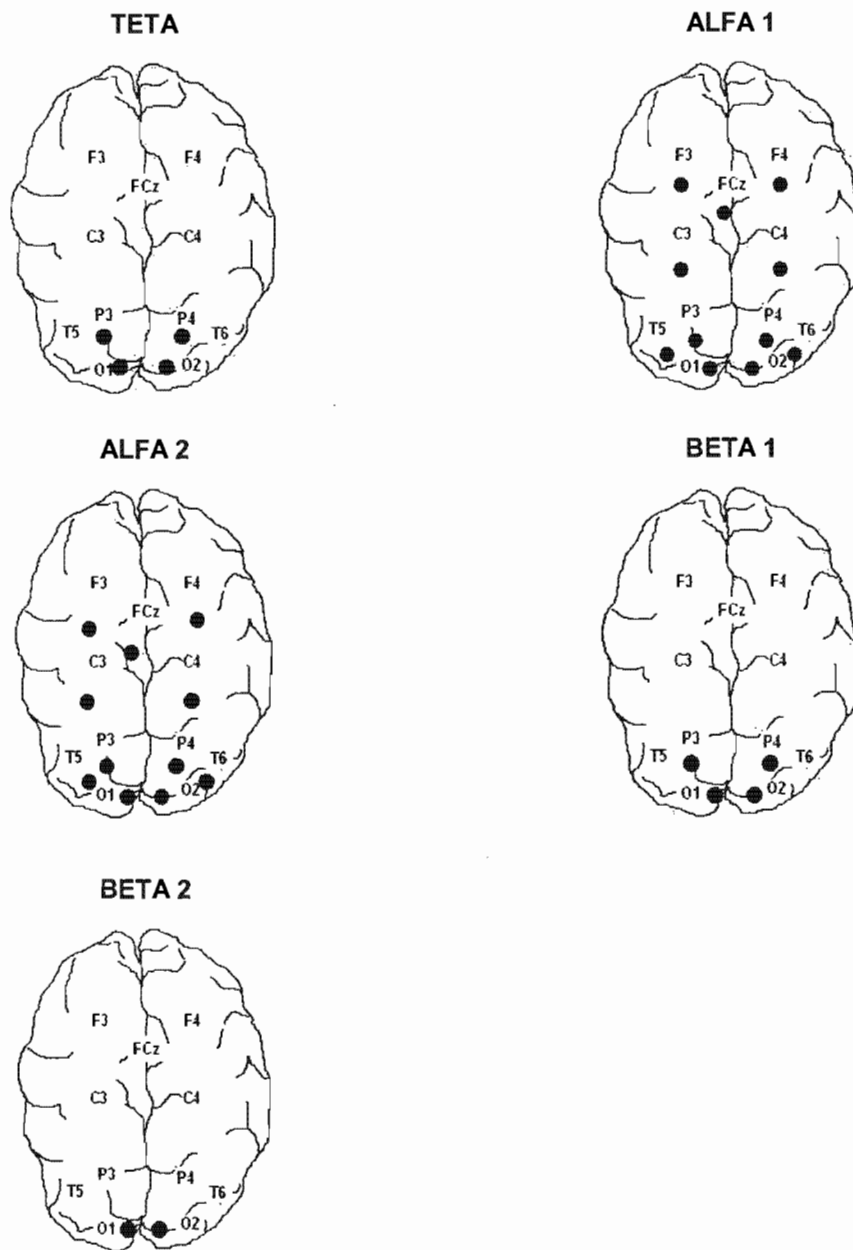 TETA
F3 F4
FCz
C3 C4
P3 P4
T5 T6
O1 O2
ALFA 1
F3 F4
FCz
C3 C4
P3 P4
T5 T6
O1 O2
ALFA 2
F3 F4
FCz
C3 C4
P3 P4
T5 T6
O1 O2
BETA 1
F3 F4
FCz
C3 C4
P3 P4
T5 T6
O1 O2
BETA 2
F3 F4
FCz
C3 C4
P3 P4
T5 T6
O1 O2